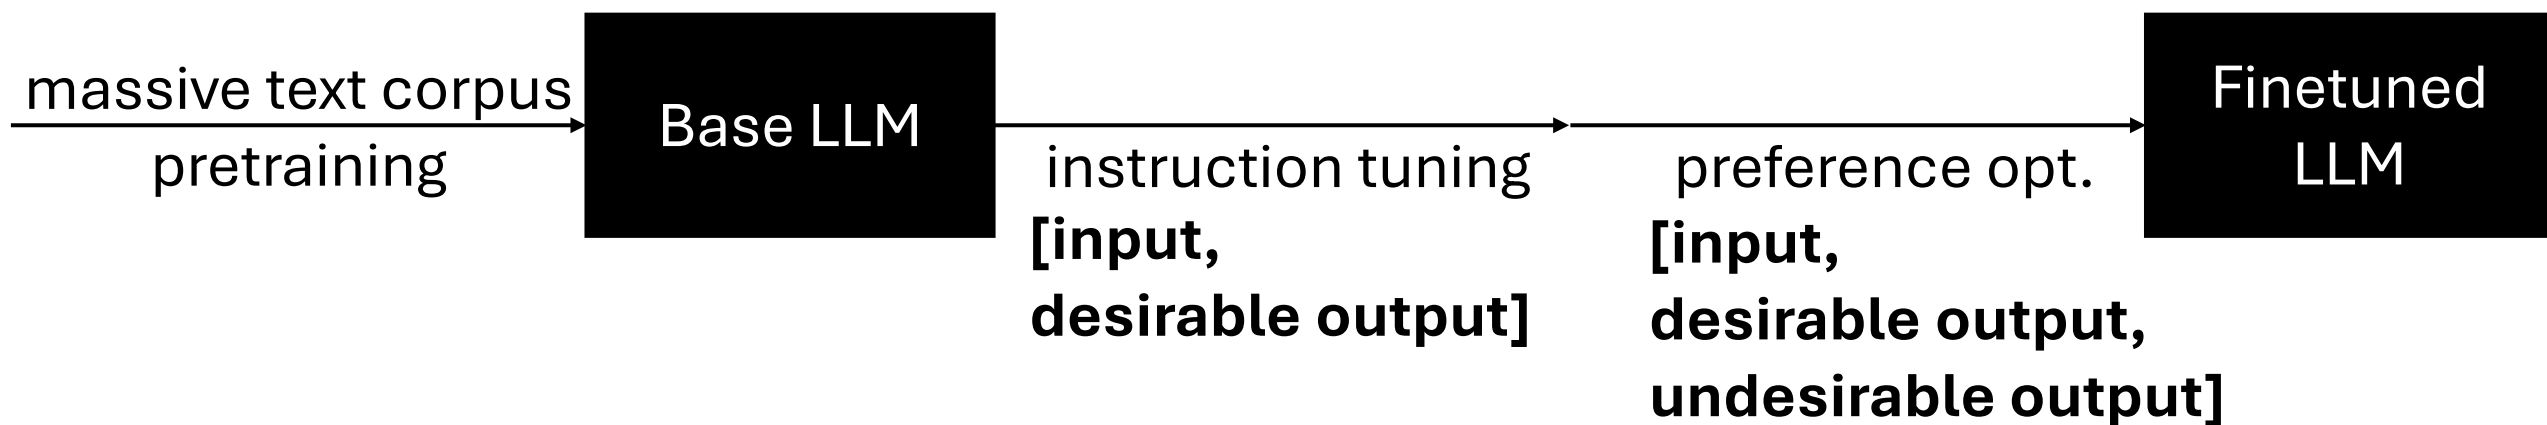 massive text corpus
pretraining
Base LLM
instruction tuning
[input,
desirable output]
preference opt.
[input,
desirable output,
undesirable output]
Finetuned
LLM